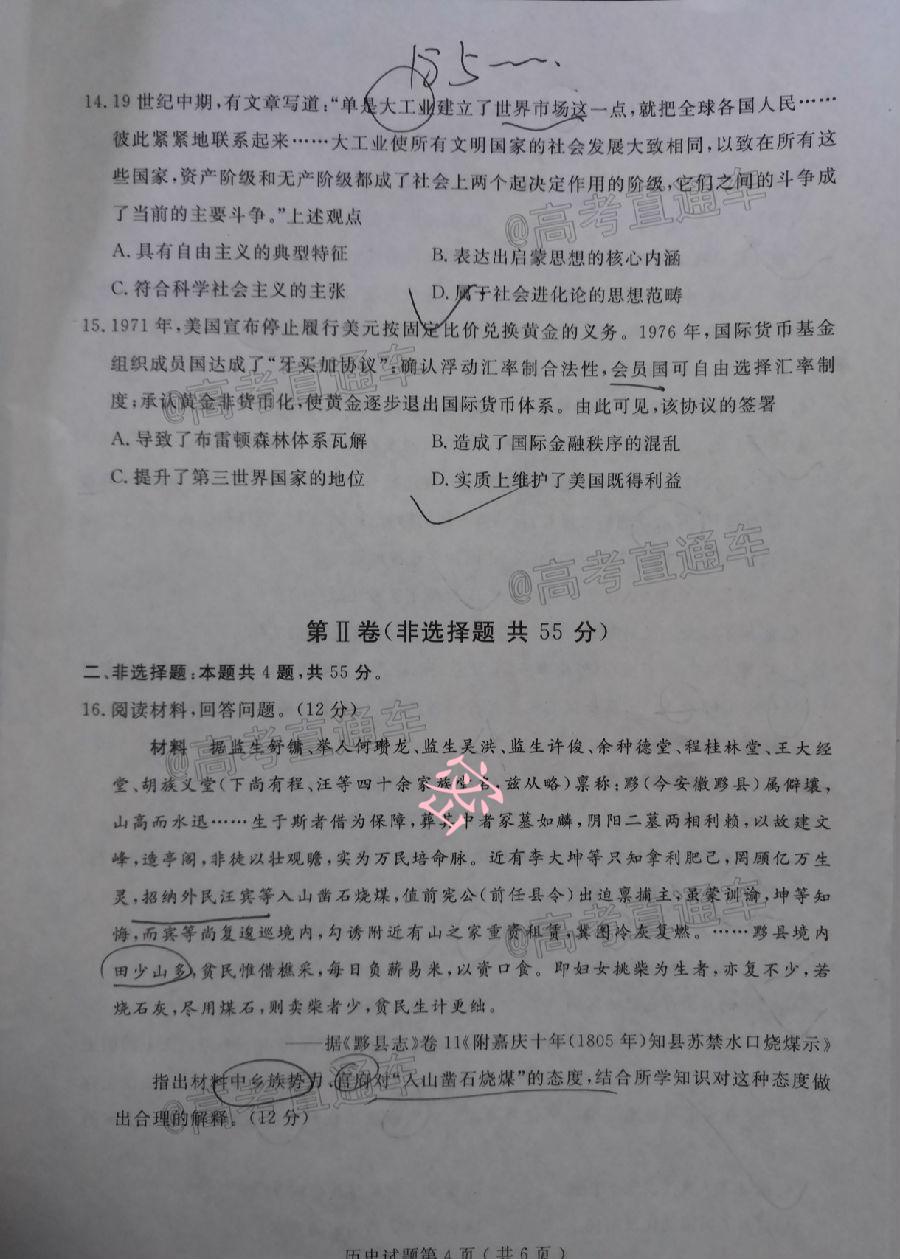 14.19世纪中期,有文章写道:“单是大工业建立了世界市场这一点,就把全球各国人民……
彼此紧紧地联系起来……大工业使所有文明国家的社会发展大致相同,以致在所有这
些国家,资产阶级和无产阶级都成了社会上两个起决定作用的阶级,它们之间的斗争成
了当前的主要斗争。”上述观点
@高考直通车
A.具有自由主义的典型特征 B.表达出启蒙思想的核心内涵
C.符合科学社会主义的主张 D.属于社会进化论的思想范畴
15.1971年,美国宣布停止履行美元按固定比价兑换黄金的义务。1976年,国际货币基金
组织成员国达成了“牙买加协议”:确认浮动汇率制合法性,会员国可自由选择汇率制
@高考直通车
度;承认黄金非货币化,使黄金逐步退出国际货币体系。由此可见,该协议的签署
A.导致了布雷顿森林体系瓦解 B.造成了国际金融秩序的混乱
C.提升了第三世界国家的地位 D.实质上维护了美国既得利益
@高考直通车
第Ⅱ卷(非选择题 共55分)
二、非选择题:本题共4题,共55分。
16.阅读材料,回答问题。(12分)
@高考直通车
材料 据监生舒镛、举人何瓒龙、监生吴洪、监生许俊、余种德堂、程桂林堂、王大经
堂、胡族义堂(下尚有程、汪等四十余家族堂名,兹从略)禀称:黟(今安徽黟县)属僻壤,
密
山高而水迅……生于斯者借为保障,葬其中者冢墓如鳞,阴阳二墓两相利赖,以故建文
峰,造亭阁,非徒以壮观瞻,实为万民培命脉。近有李大坤等只知拿利肥己,罔顾亿万生
灵,招纳外民汪宾等入山凿石烧煤,值前宪公(前任县令)出迫禀捕主,虽蒙训谕,坤等知
@高考直通车
悔,而宾等尚复逡巡境内,勾诱附近有山之家重资租赁,冀图冷灰复燃。……黟县境内
田少山多,贫民惟借樵采,每日负薪易米,以资口食。即妇女挑柴为生者,亦复不少,若
烧石灰,尽用煤石,则卖柴者少,贫民生计更绌。
——据《黟县志》卷11《附嘉庆十年(1805年)知县苏禁水口烧煤示》
@高考直通车
指出材料中乡族势力、官府对“入山凿石烧煤”的态度,结合所学知识对这种态度做
出合理的解释。(12分)
历史试题第4页(共6页)